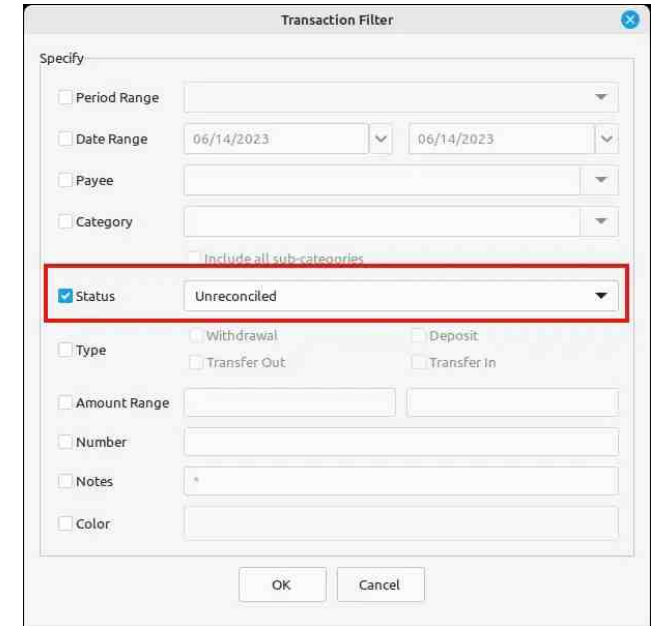 Transaction Filter
Specify
Period Range
Date Range 06/14/2023 06/14/2023
Payee
Category
Include all sub-categories
Status Unreconciled
Withdrawal Deposit
Type
Transfer Out Transfer In
Amount Range
Number
Notes *
Color
OK Cancel